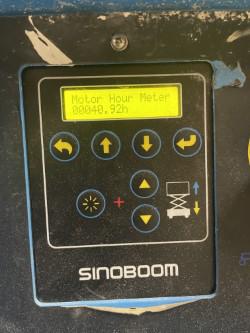 Motor Hour Meter
00040.92h
+
SINOBOOM